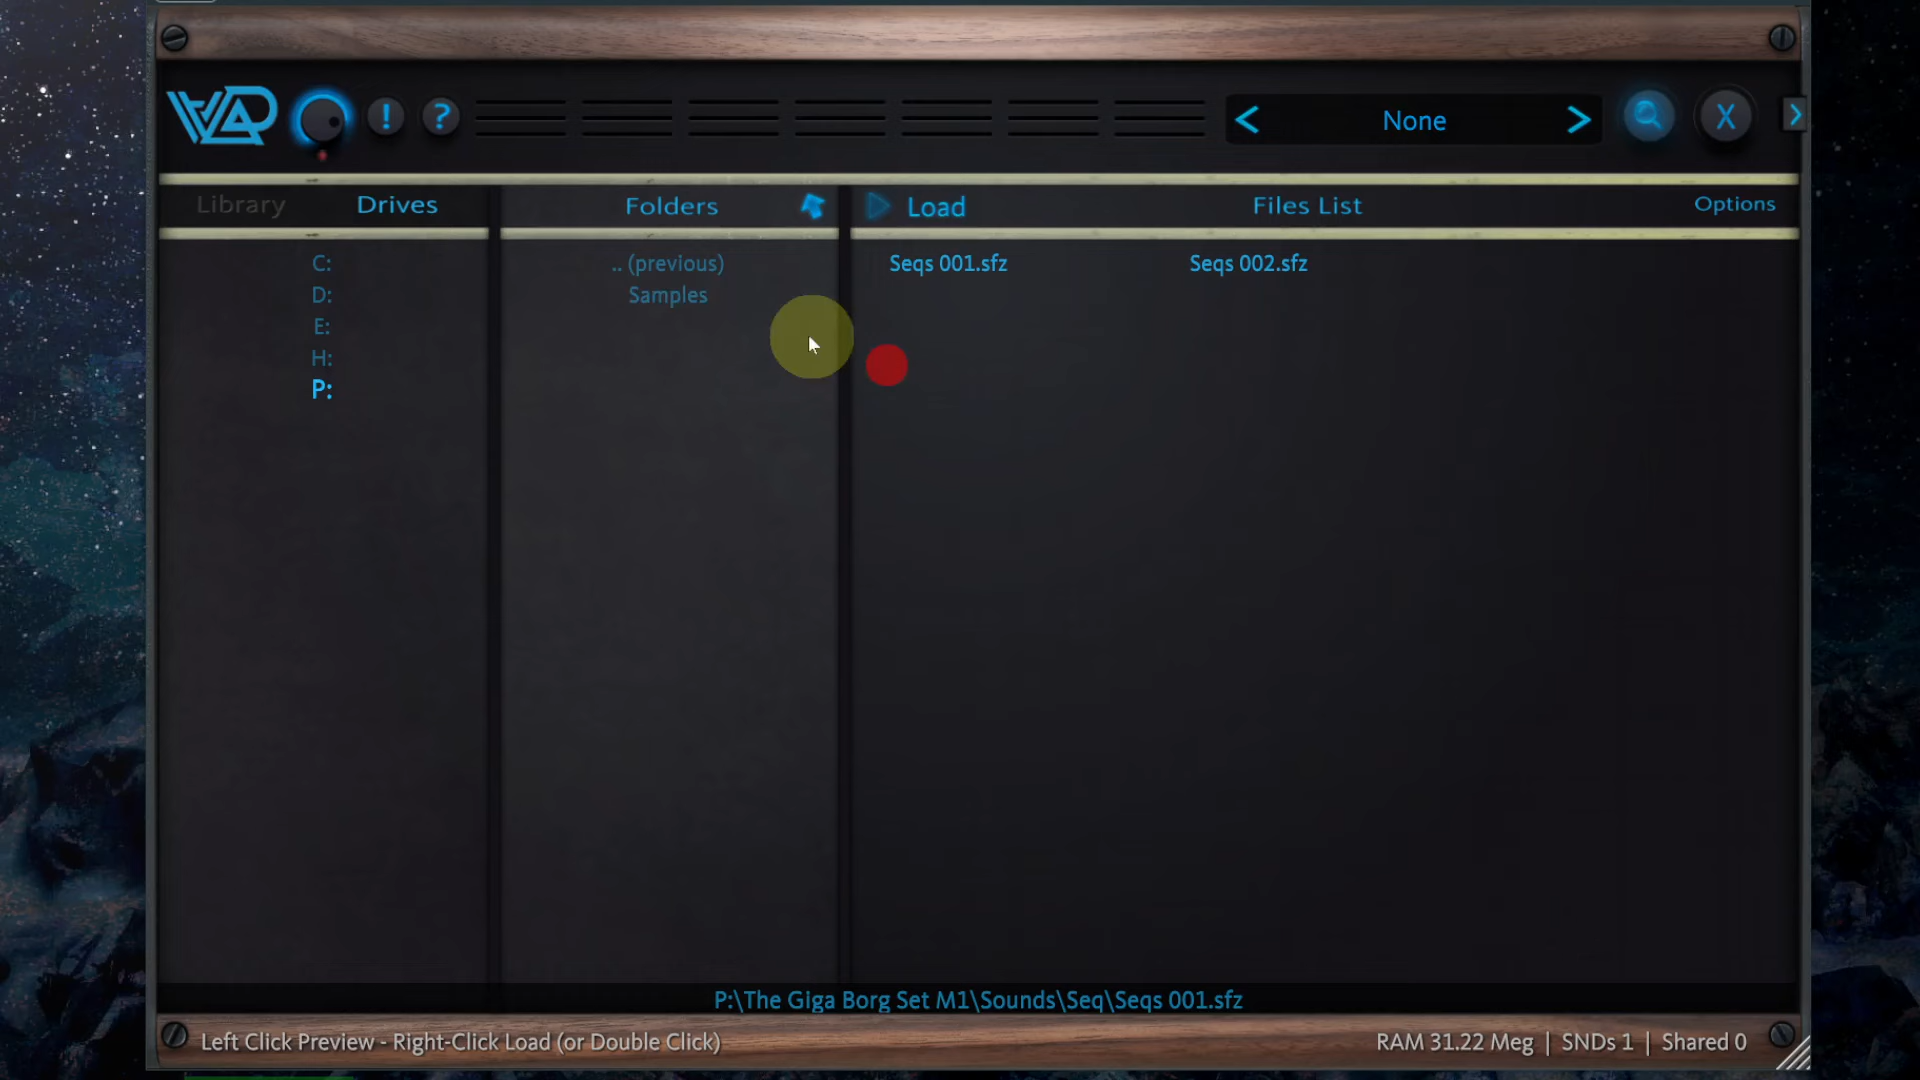 ! ? None X
Library Drives Folders Load Files List Options
C: .. (previous) Seqs 001.sfz Seqs 002.sfz
D: Samples
E:
H:
P:
P:\The Giga Borg Set M1\Sounds\Seq\Seqs 001.sfz
Left Click Preview - Right-Click Load (or Double Click) RAM 31.22 Meg | SNDs 1 | Shared 0